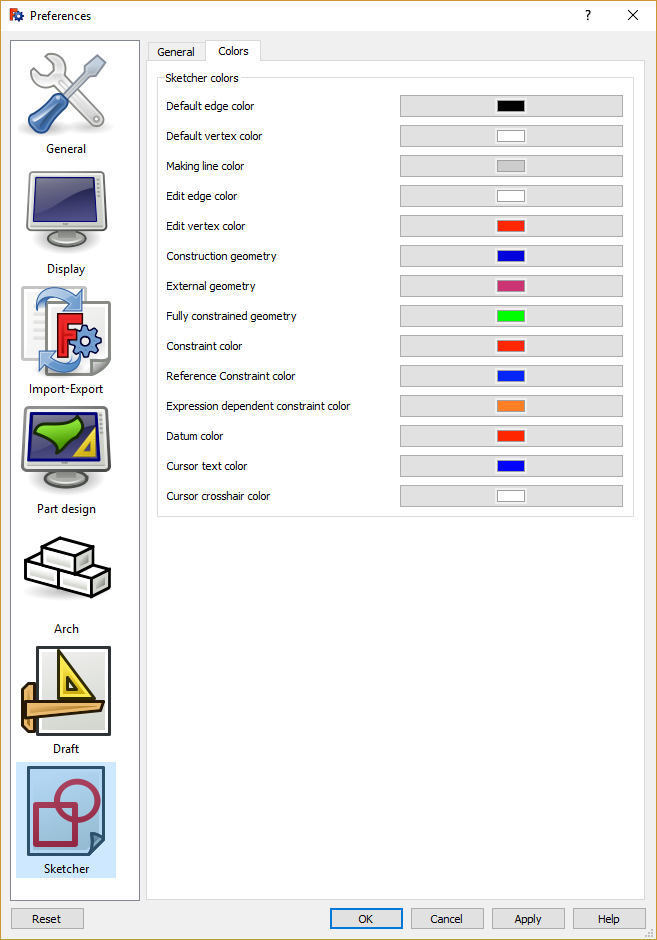 Preferences
?
General
Display
Import-Export
Part design
Arch
Draft
Sketcher
General Colors
Sketcher colors
Default edge color
Default vertex color
Making line color
Edit edge color
Edit vertex color
Construction geometry
External geometry
Fully constrained geometry
Constraint color
Reference Constraint color
Expression dependent constraint color
Datum color
Cursor text color
Cursor crosshair color
Reset OK Cancel Apply Help